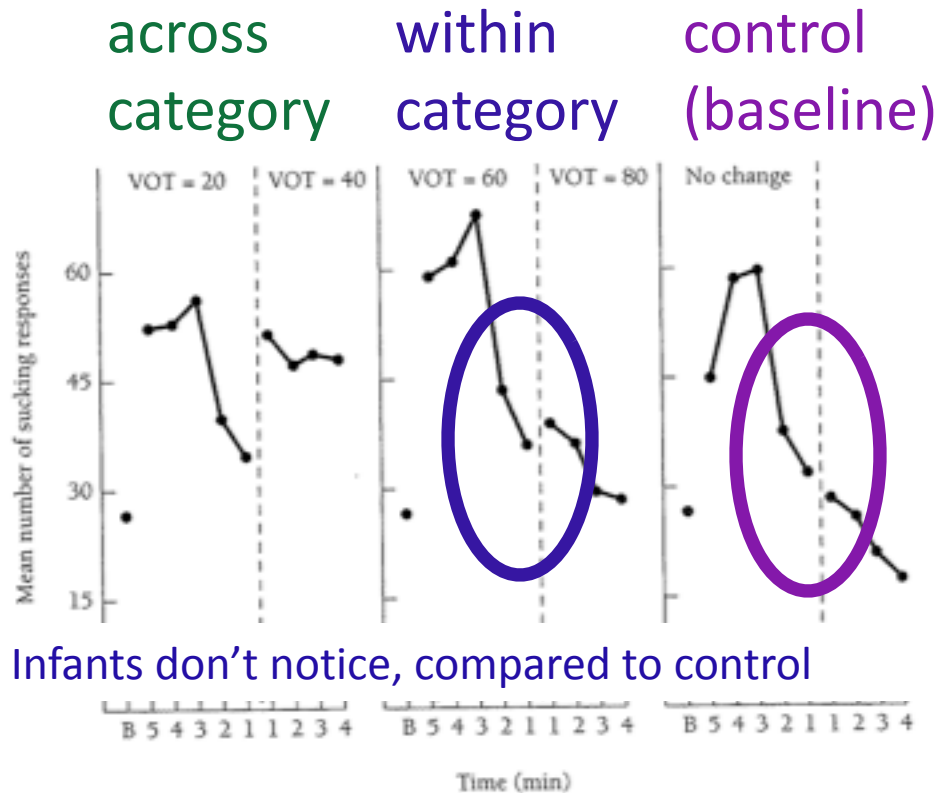 across within control
category category (baseline)
VOT = 20 VOT = 40 VOT = 60 VOT = 80 No change
Mean number of sucking responses
60
45
30
15
Infants don’t notice, compared to control
B 5 4 3 2 1 1 2 3 4 B 5 4 3 2 1 1 2 3 4 B 5 4 3 2 1 1 2 3 4
Time (min)